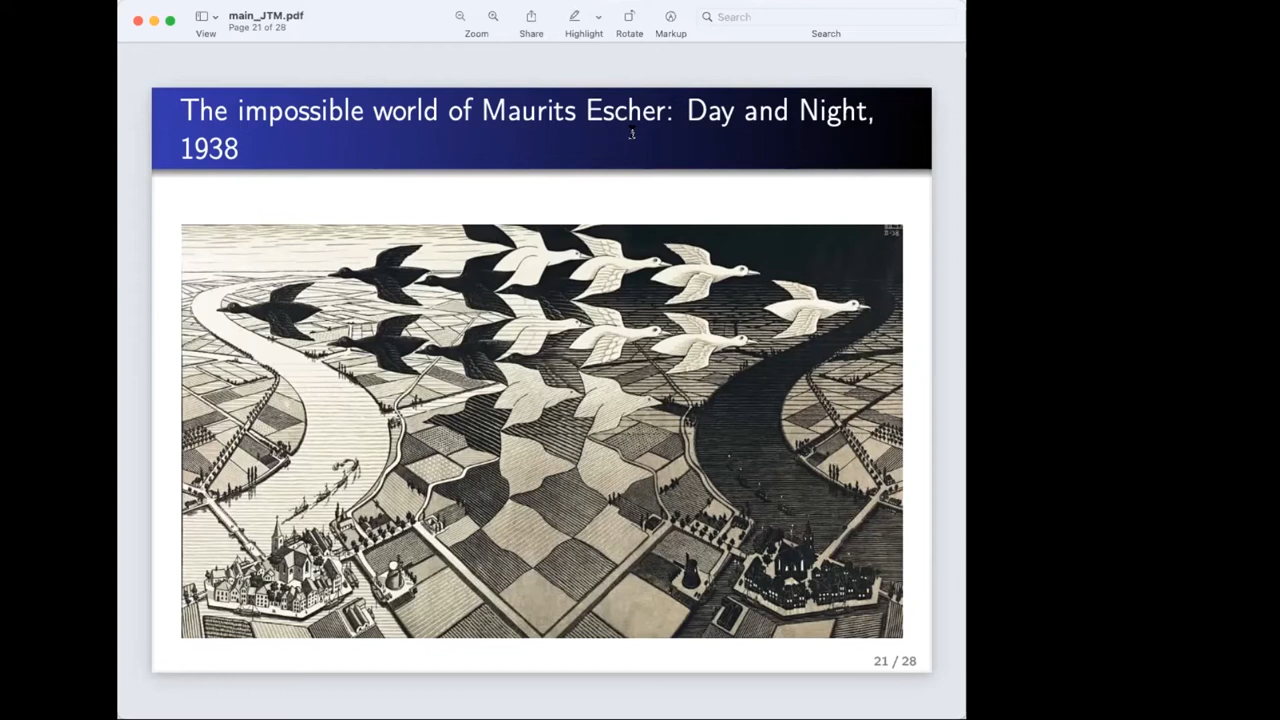 main_JTM.pdf
Page 21 of 28
View
Zoom
Share
Highlight
Rotate
Markup
Search
Search
The impossible world of Maurits Escher: Day and Night,
1938
21 / 28